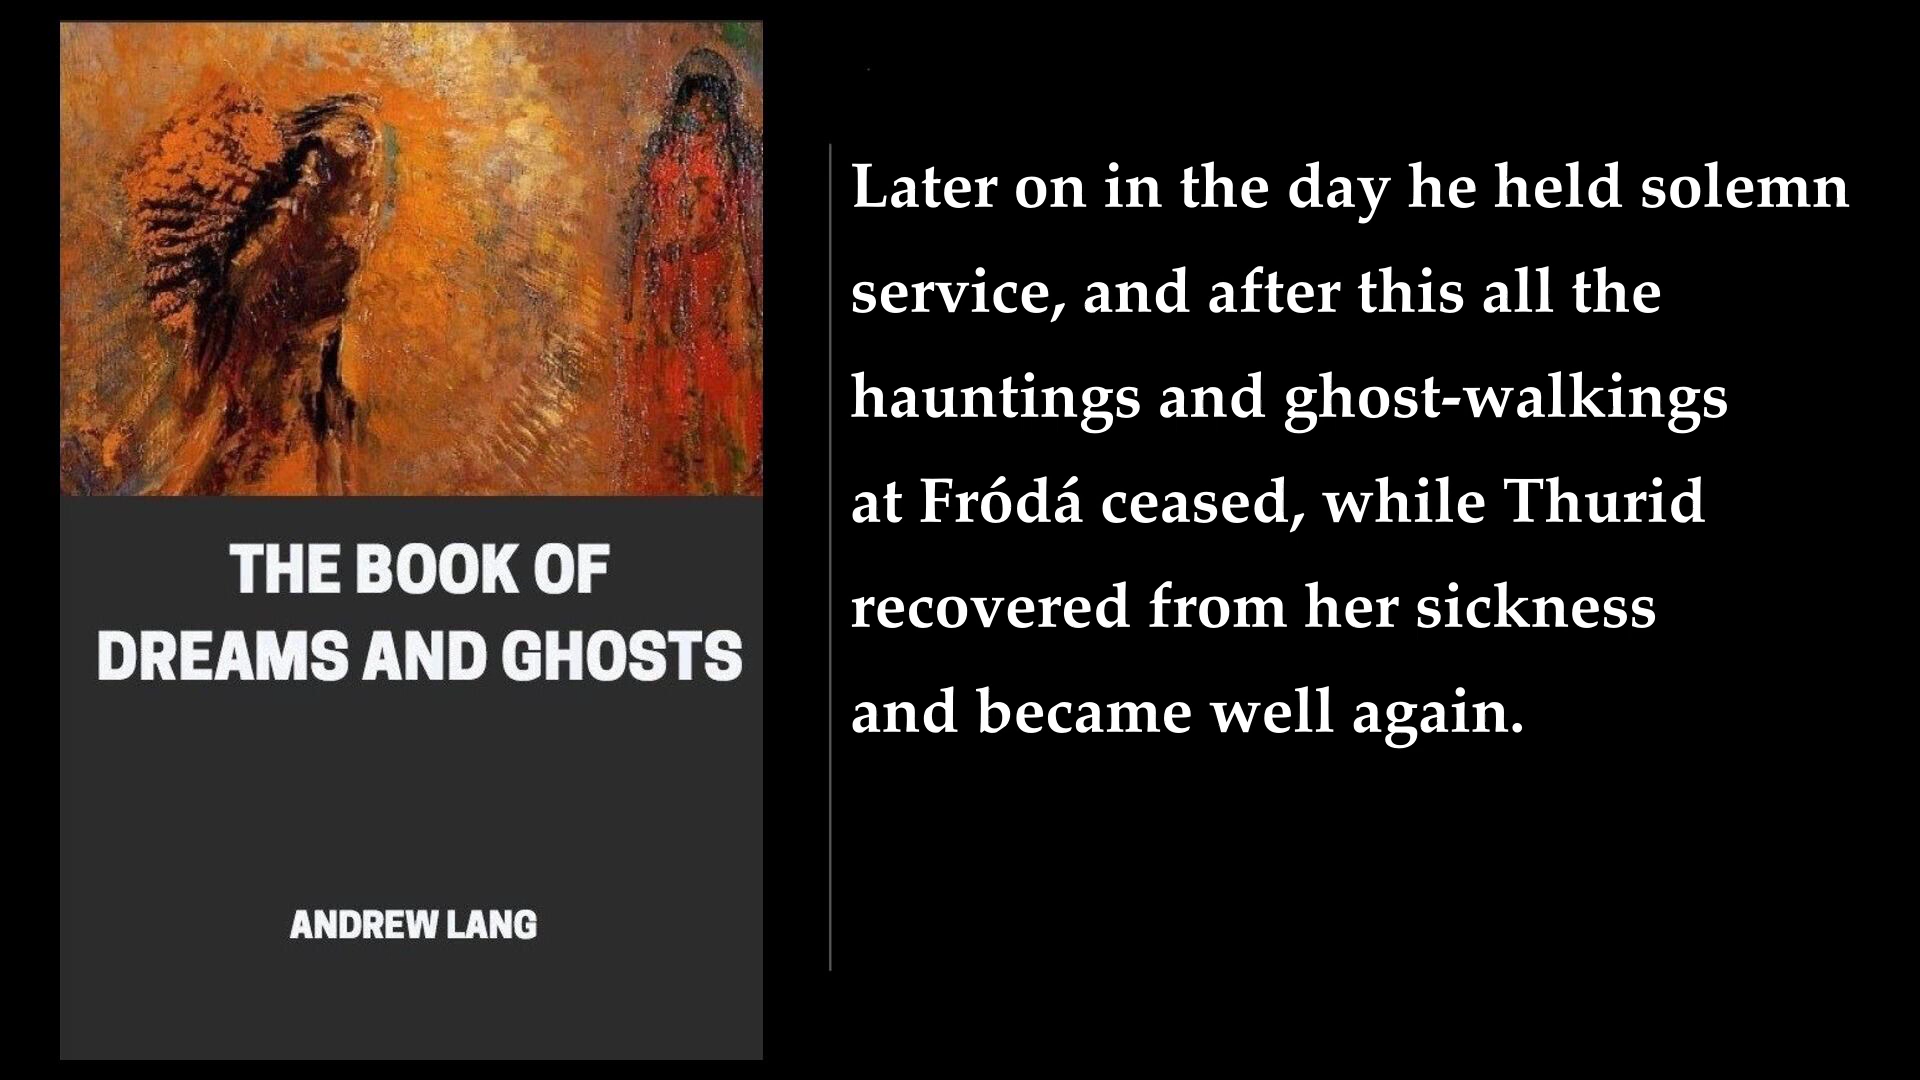 THE BOOK OF
DREAMS AND GHOSTS
ANDREW LANG
Later on in the day he held solemn
service, and after this all the
hauntings and ghost-walkings
at Fródá ceased, while Thurid
recovered from her sickness
and became well again.